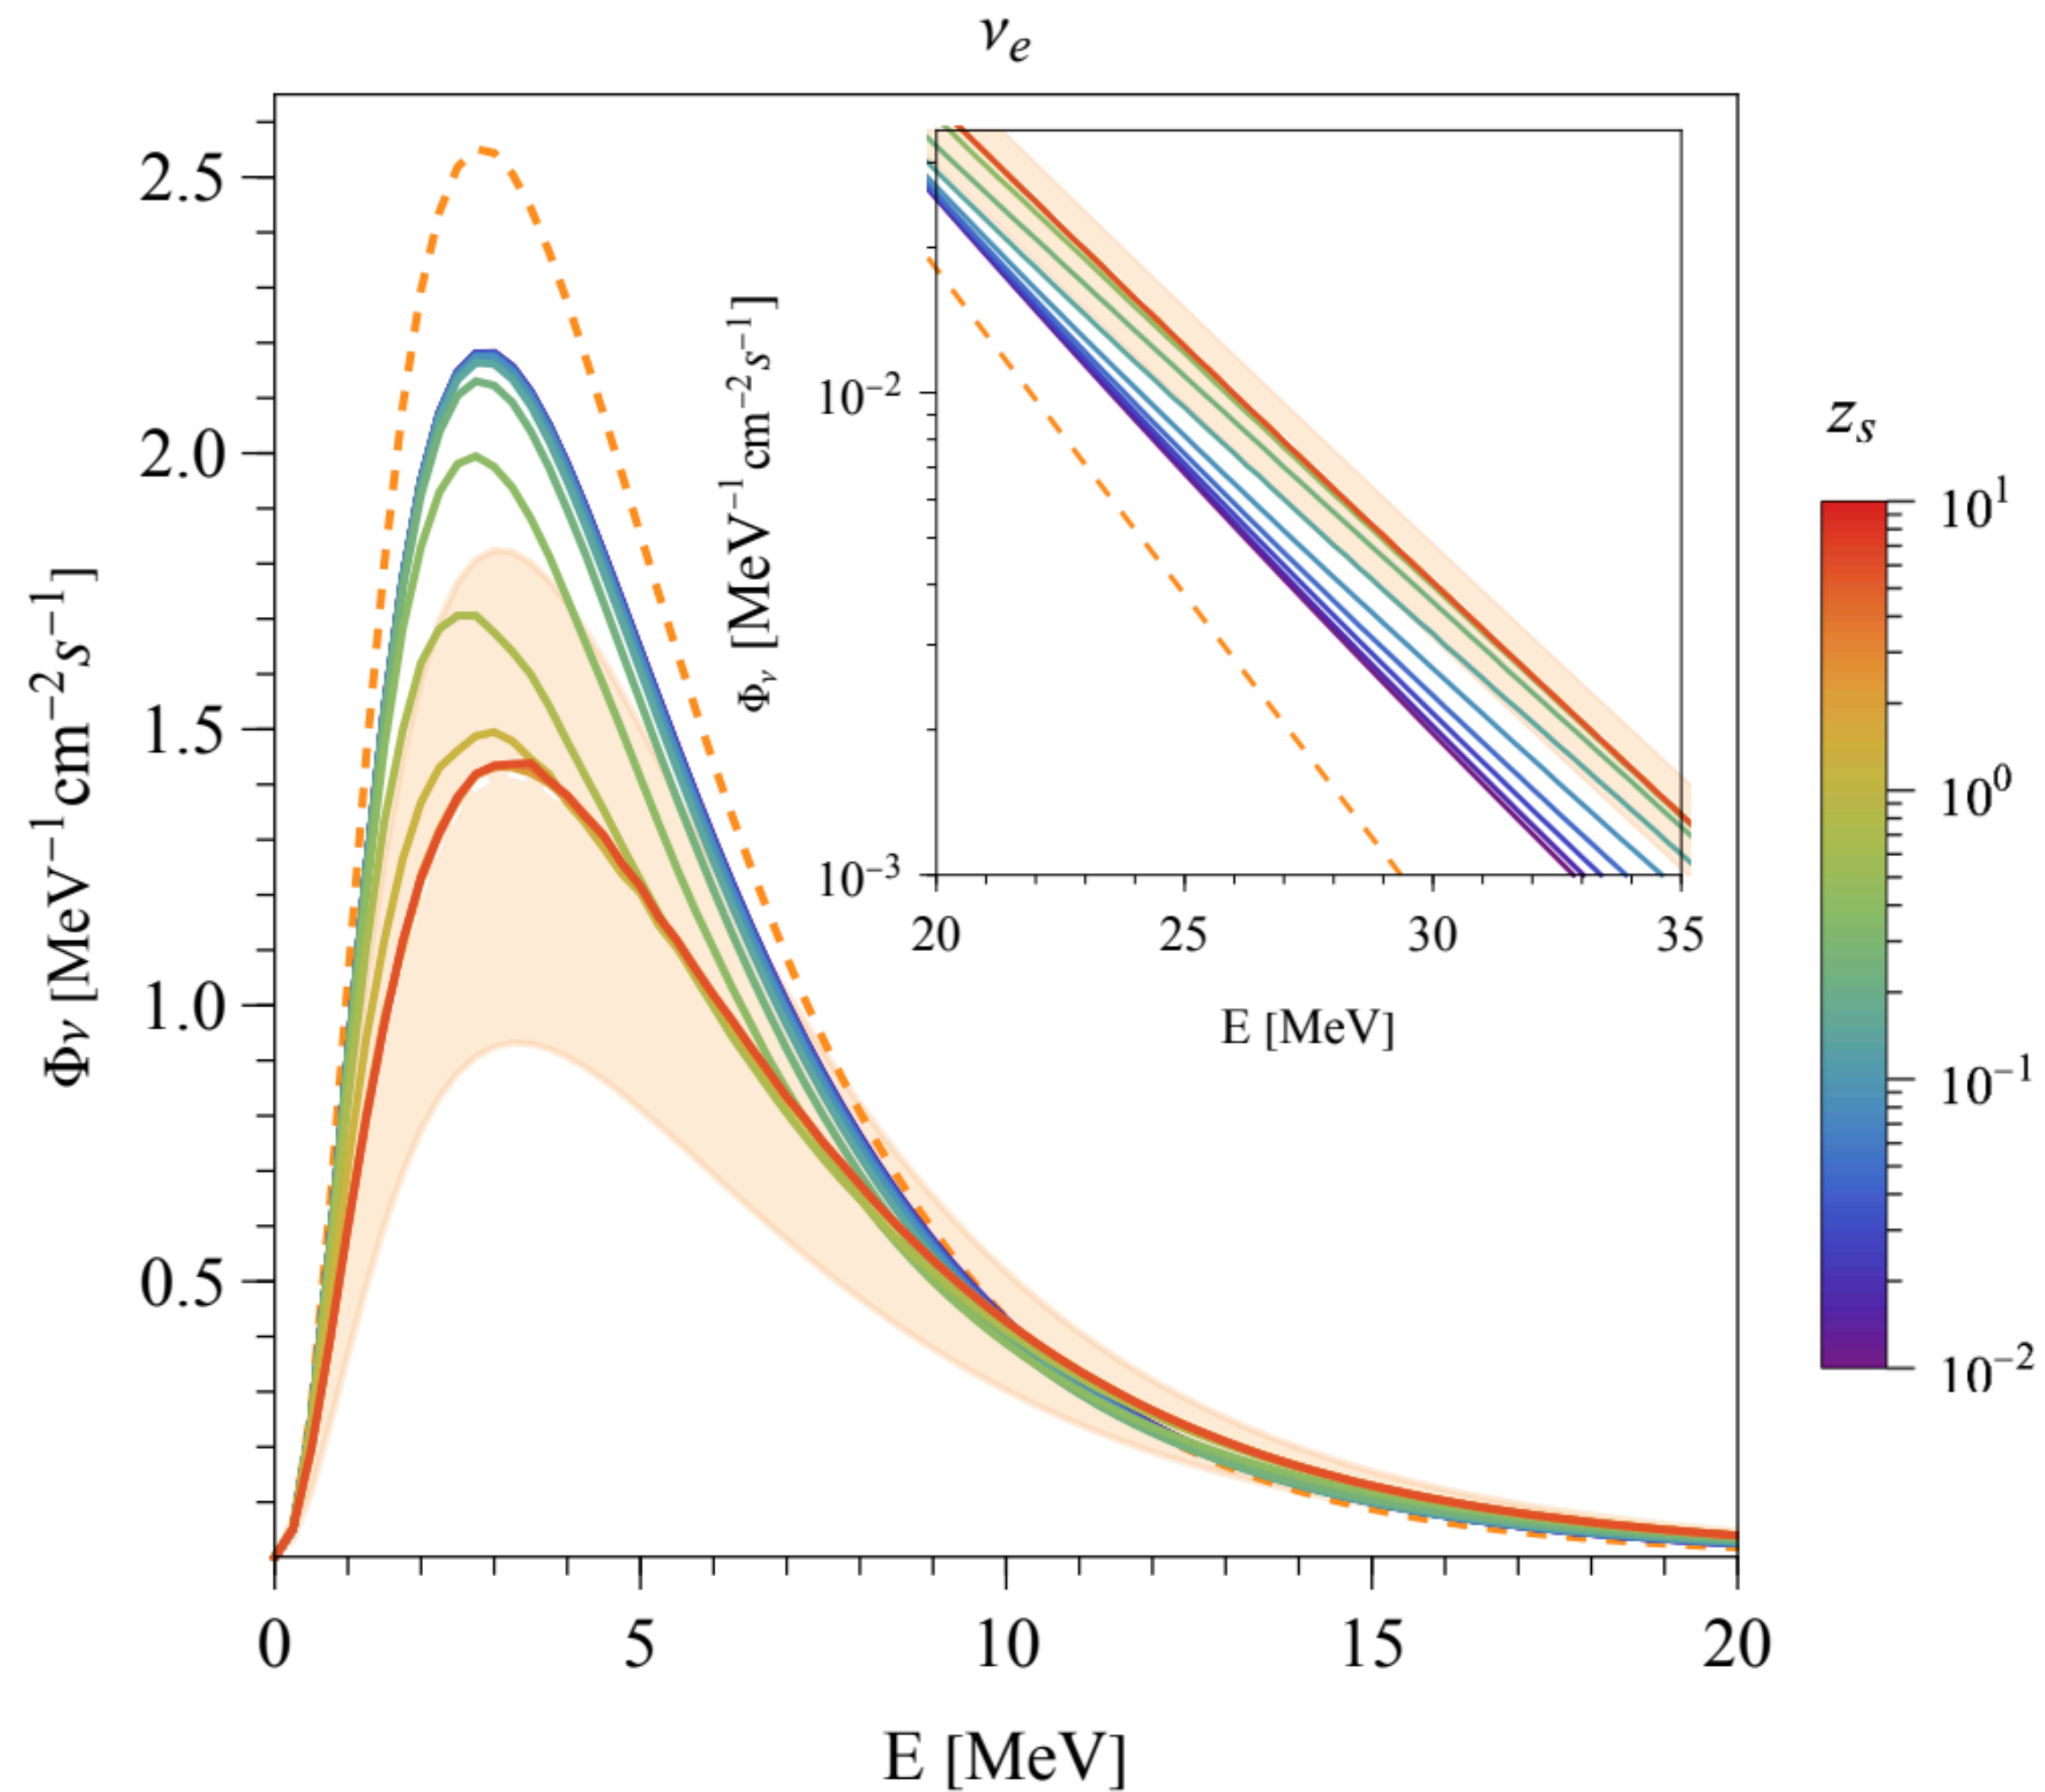 νₑ
Φν [MeV⁻¹cm⁻²s⁻¹]
2.5
2.0
1.5
1.0
0.5
0 5 10 15 20
E [MeV]
Φᵥ [MeV⁻¹cm⁻²s⁻¹]
10⁻²
10⁻³
20 25 30 35
E [MeV]
zₛ
10¹
10⁰
10⁻¹
10⁻²